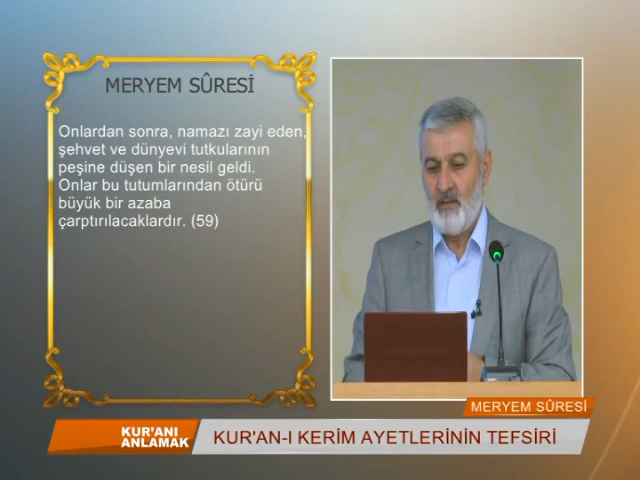 MERYEM SÛRESİ
Onlardan sonra, namazı zayi eden,
şehvet ve dünyevi tutkularının
peşine düşen bir nesil geldi.
Onlar bu tutumlarından ötürü
büyük bir azaba
çarptırılacaklardır. (59)
MERYEM SÛRESİ
KUR'ANI
ANLAMAK
KUR'AN-I KERİM AYETLERİNİN TEFSİRİ